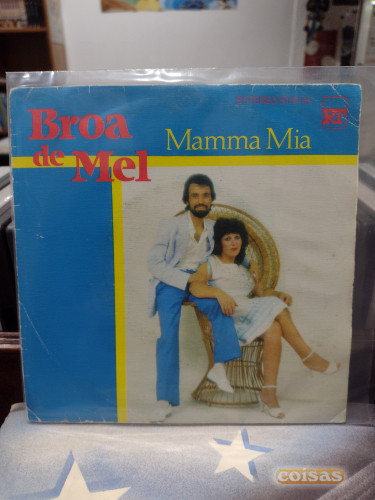 Broa
de Mel
Mamma Mia
RT
coisas